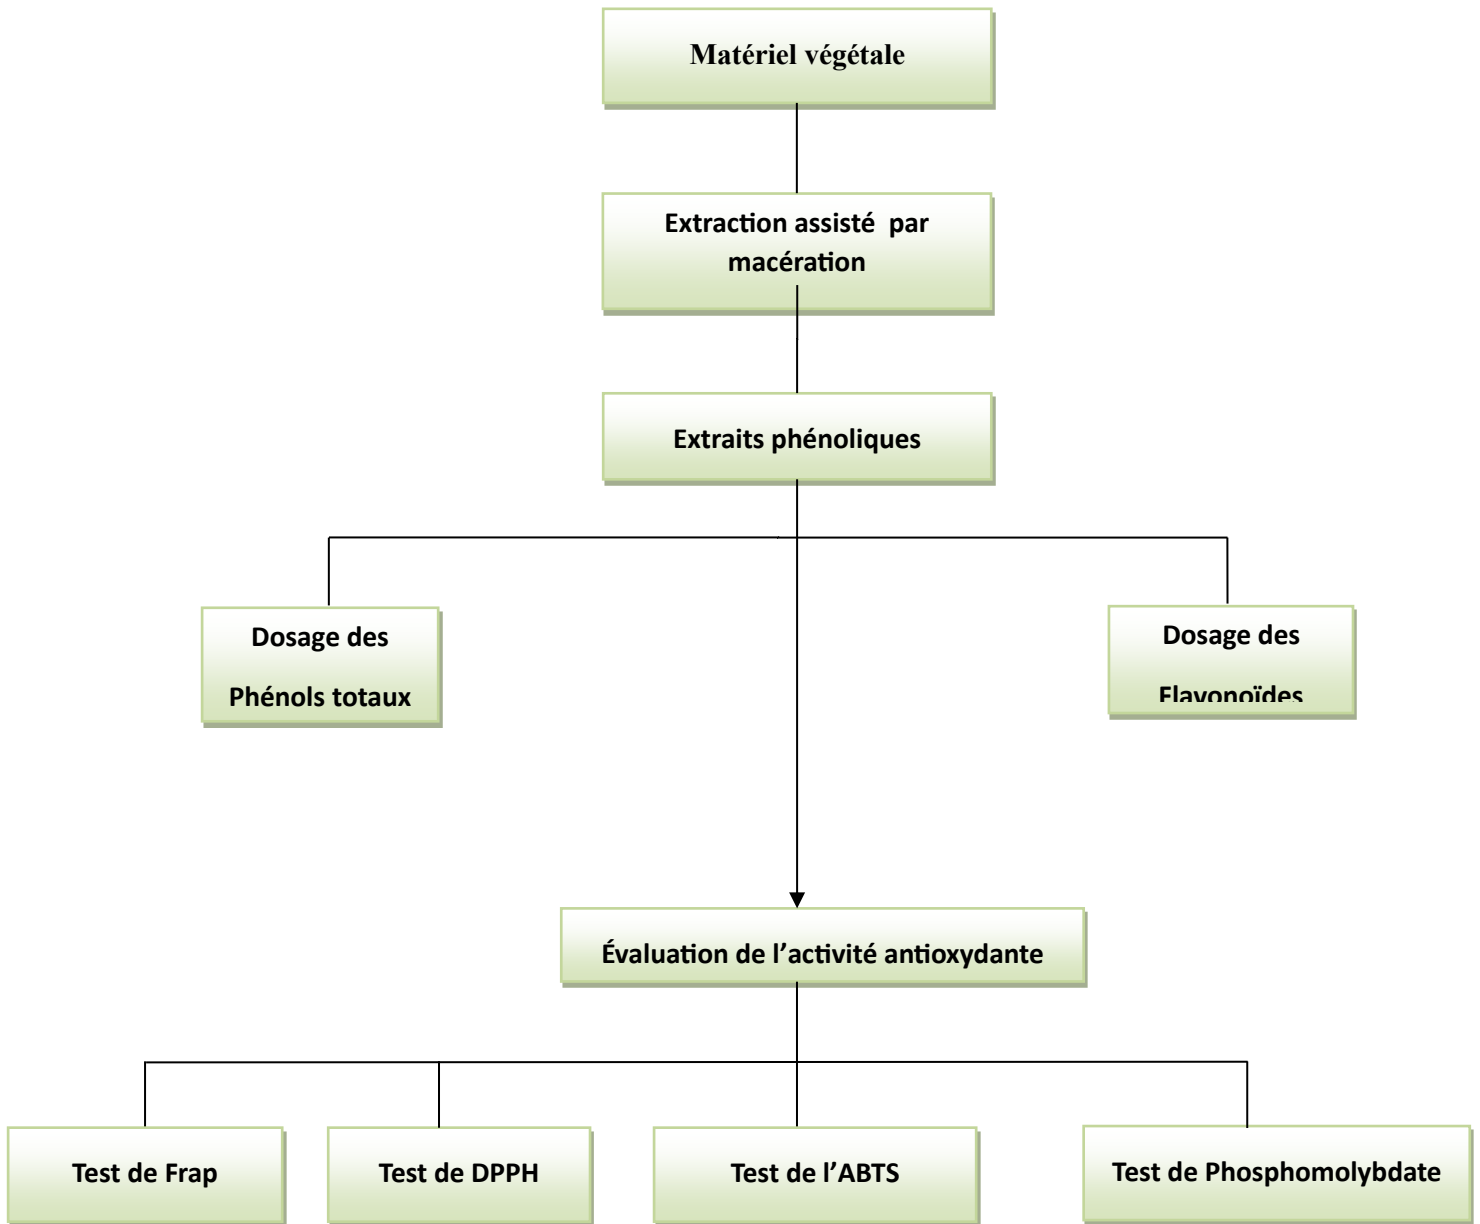 Matériel végétale
Extraction assisté par
macération
Extraits phénoliques
Dosage des
Phénols totaux
Dosage des
Flavonoïdes
Évaluation de l’activité antioxydante
Test de Frap
Test de DPPH
Test de l’ABTS
Test de Phosphomolybdate